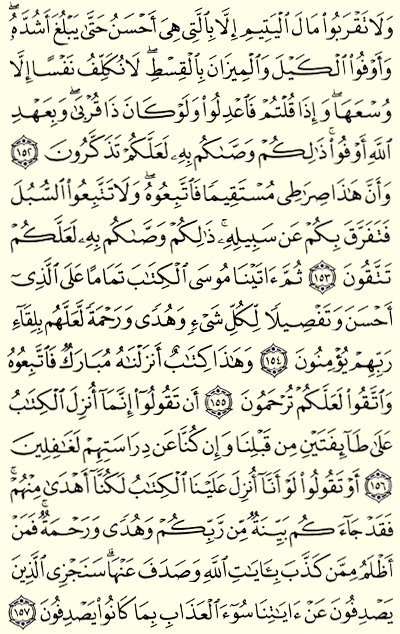 وَلَا نَقْرَبُوا۟ مَالَ ٱلْيَتِيمِ إِلَّا بِٱلَّتِى هِىَ أَحْسَنُ حَتَّىٰ يَبْلُغَ أَشُدَّهُۥۖ
وَأَوْفُوا۟ ٱلْكَيْلَ وَٱلْمِيزَانَ بِٱلْقِسْطِۖ لَا نُكَلِّفُ نَفْسًا إِلَّا
وُسْعَهَاۖ وَإِذَا قُلْتُمْ فَٱعْدِلُوا۟ وَلَوْ كَانَ ذَا قُرْبَىٰۖ وَبِعَهْدِ
ٱللَّهِ أَوْفُوا۟ۚ ذَٰلِكُمْ وَصَّىٰكُم بِهِۦ لَعَلَّكُمْ تَذَكَّرُونَ ١٥٢
وَأَنَّ هَٰذَا صِرَٰطِى مُسْتَقِيمًا فَٱتَّبِعُوهُۖ وَلَا تَتَّبِعُوا۟ ٱلسُّبُلَ
فَتَفَرَّقَ بِكُمْ عَن سَبِيلِهِۦۚ ذَٰلِكُمْ وَصَّىٰكُم بِهِۦ لَعَلَّكُمْ
تَتَّقُونَ ١٥٣ ثُمَّ ءَاتَيْنَا مُوسَى ٱلْكِتَٰبَ تَمَامًا عَلَى ٱلَّذِىٓ
أَحْسَنَ وَتَفْصِيلًا لِّكُلِّ شَىْءٍ وَهُدًى وَرَحْمَةً لَّعَلَّهُم بِلِقَآءِ
رَبِّهِمْ يُؤْمِنُونَ ١٥٤ وَهَٰذَا كِتَٰبٌ أَنزَلْنَٰهُ مُبَارَكٌ فَٱتَّبِعُوهُ
وَٱتَّقُوا۟ لَعَلَّكُمْ تُرْحَمُونَ ١٥٥ أَن تَقُولُوٓا۟ إِنَّمَآ أُنزِلَ ٱلْكِتَٰبُ
عَلَىٰ طَآئِفَتَيْنِ مِن قَبْلِنَا وَإِن كُنَّا عَن دِرَاسَتِهِمْ لَغَٰفِلِينَ
١٥٦ أَوْ تَقُولُوا۟ لَوْ أَنَّآ أُنزِلَ عَلَيْنَا ٱلْكِتَٰبُ لَكُنَّآ أَهْدَىٰ مِنْهُمْۚ
فَقَدْ جَآءَكُم بَيِّنَةٌ مِّن رَّبِّكُمْ وَهُدًى وَرَحْمَةٌۚ فَمَنْ
أَظْلَمُ مِمَّن كَذَّبَ بِـَٔايَٰتِ ٱللَّهِ وَصَدَفَ عَنْهَاۗ سَنَجْزِى ٱلَّذِينَ
يَصْدِفُونَ عَنْ ءَايَٰتِنَا سُوٓءَ ٱلْعَذَابِ بِمَا كَانُوا۟ يَصْدِفُونَ ١٥٧